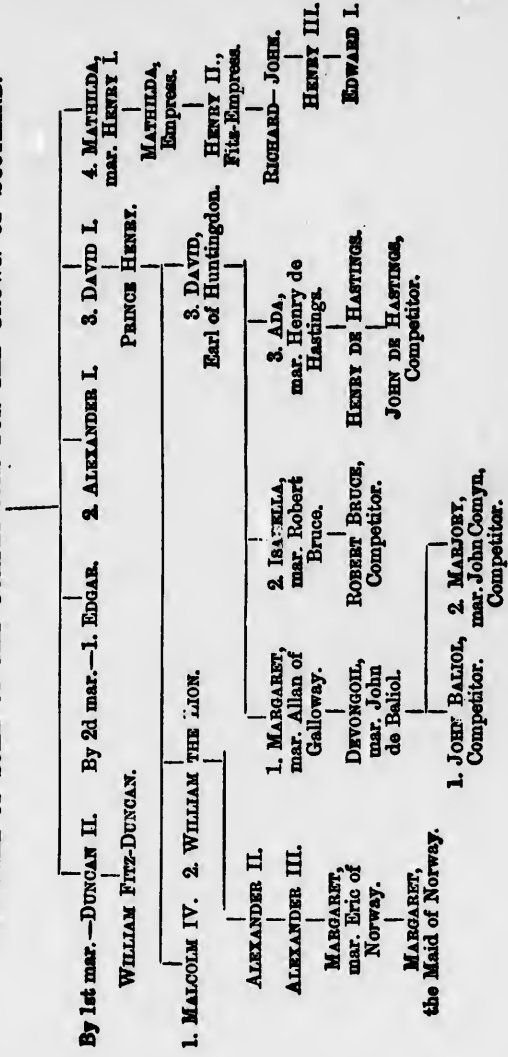 By 1st mar.—DUNCAN II.
WILLIAM FITZ-DUNCAN.
By 2d mar.—1. EDGAR.
2. ALEXANDER I.
3. DAVID I.
PRINCE HENRY.
4. MATHILDA,
mar. HENRY I.
MATHILDA,
Empress.
HENRY II.,
Fitz-Empress.
RICHARD—JOHN.
HENRY III.
EDWARD I.
1. MALCOLM IV.
2. WILLIAM THE LION.
3. DAVID,
Earl of Huntingdon.
ALEXANDER II.
ALEXANDER III.
MARGARET,
mar. Eric of
Norway.
MARGARET,
the Maid of Norway.
1. MARGARET,
mar. Allan of
Galloway.
DEVONGOIL,
mar. John
de Baliol.
1. JOHN BALIOL,
Competitor.
2. MARJORY,
mar. John Comyn,
Competitor.
2. ISABELLA,
mar. Robert
Bruce.
ROBERT BRUCE,
Competitor.
3. ADA,
mar. Henry de
Hastings.
HENRY DE HASTINGS.
JOHN DE HASTINGS,
Competitor.